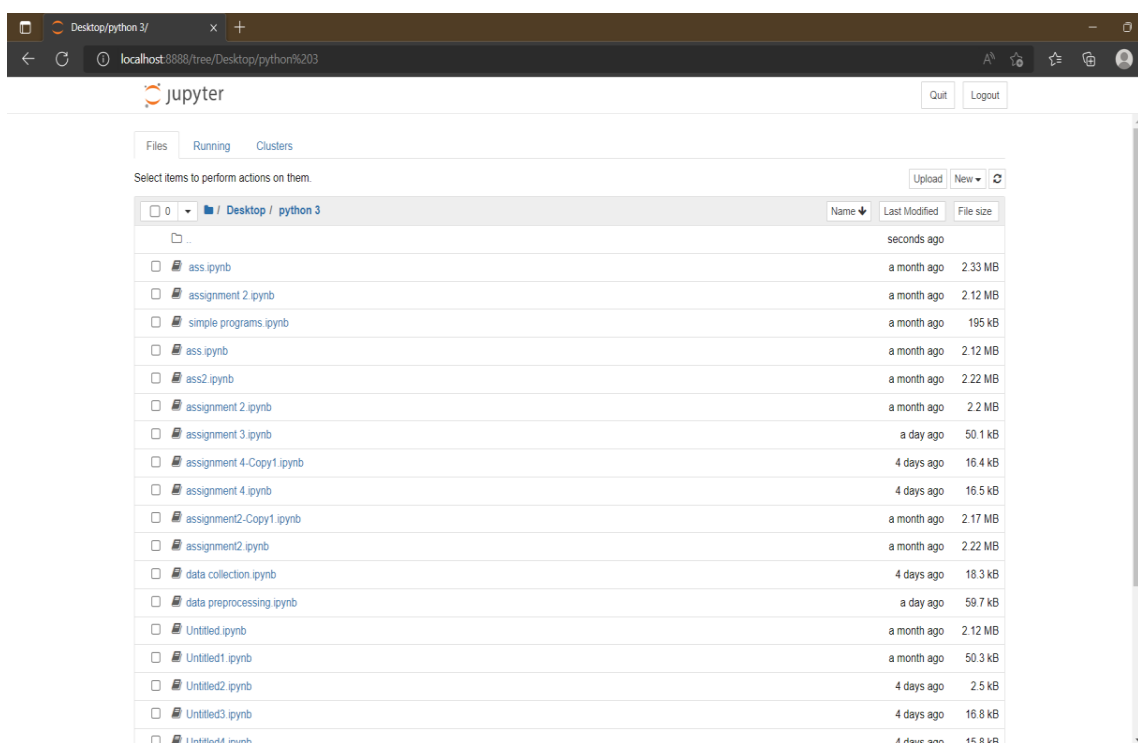 Desktop/python 3/
localhost:8888/tree/Desktop/python%203
jupyter Quit Logout
Files Running Clusters
Select items to perform actions on them. Upload New
0 / Desktop / python 3 Name Last Modified File size
.. seconds ago
ass.ipynb a month ago 2.33 MB
assignment 2.ipynb a month ago 2.12 MB
simple programs.ipynb a month ago 195 kB
ass.ipynb a month ago 2.12 MB
ass2.ipynb a month ago 2.22 MB
assignment 2.ipynb a month ago 2.2 MB
assignment 3.ipynb a day ago 50.1 kB
assignment 4-Copy1.ipynb 4 days ago 16.4 kB
assignment 4.ipynb 4 days ago 16.5 kB
assignment2-Copy1.ipynb a month ago 2.17 MB
assignment2.ipynb a month ago 2.22 MB
data collection.ipynb 4 days ago 18.3 kB
data preprocessing.ipynb a day ago 59.7 kB
Untitled.ipynb a month ago 2.12 MB
Untitled1.ipynb a month ago 50.3 kB
Untitled2.ipynb 4 days ago 2.5 kB
Untitled3.ipynb 4 days ago 16.8 kB
Untitled4.ipynb 4 days ago 15.8 kB